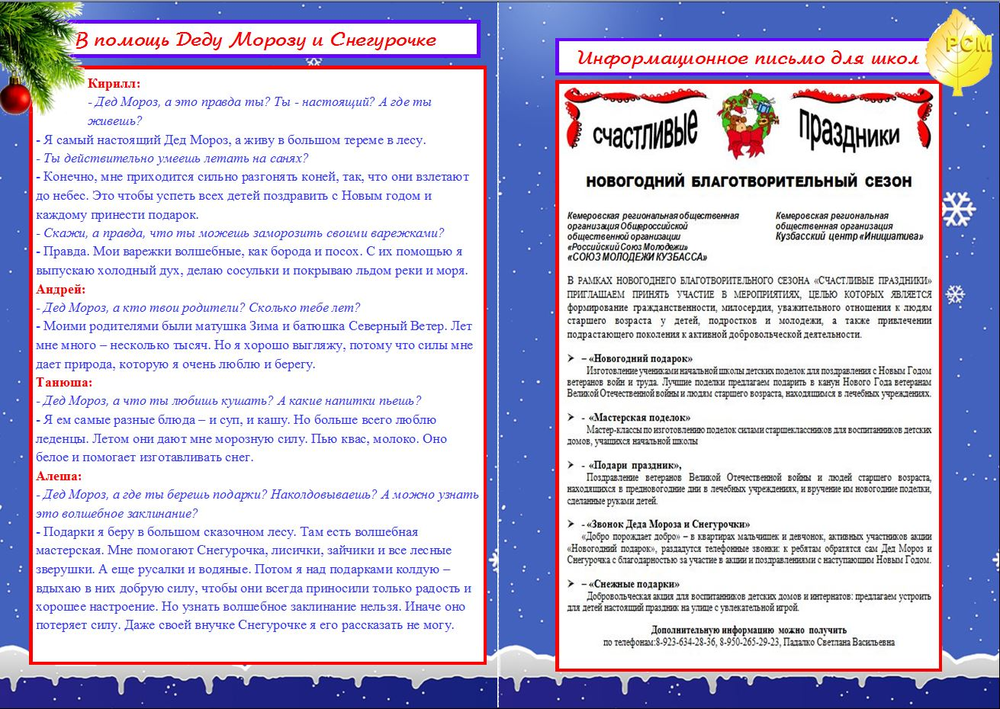 В помощь Деду Морозу и Снегурочке
Кирилл:
- Дед Мороз, а это правда ты? Ты - настоящий? А где ты
живешь?
- Я самый настоящий Дед Мороз, а живу в большом тереме в лесу.
- Ты действительно умеешь летать на санях?
- Конечно, мне приходится сильно разгонять коней, так, что они взлетают
до небес. Это чтобы успеть всех детей поздравить с Новым годом и
каждому принести подарок.
- Скажи, а правда, что ты можешь заморозить своими варежками?
- Правда. Мои варежки волшебные, как борода и посох. С их помощью я
выпускаю холодный дух, делаю сосульки и покрываю льдом реки и моря.
Андрей:
- Дед Мороз, а кто твои родители? Сколько тебе лет?
- Моими родителями были матушка Зима и батюшка Северный Ветер. Лет
мне много – несколько тысяч. Но я хорошо выгляжу, потому что силы мне
дает природа, которую я очень люблю и берегу.
Танюша:
- Дед Мороз, а что ты любишь кушать? А какие напитки пьешь?
- Я ем самые разные блюда – и суп, и кашу. Но больше всего люблю
леденцы. Летом они дают мне морозную силу. Пью квас, молоко. Оно
белое и помогает изготавливать снег.
Алеша:
- Дед Мороз, а где ты берешь подарки? Наколдовываешь? А можно узнать
это волшебное заклинание?
- Подарки я беру в большом сказочном лесу. Там есть волшебная
мастерская. Мне помогают Снегурочка, лисички, зайчики и все лесные
зверушки. А еще русалки и водяные. Потом я над подарками колдую –
вдыхаю в них добрую силу, чтобы они всегда приносили только радость и
хорошее настроение. Но узнать волшебное заклинание нельзя. Иначе оно
потеряет силу. Даже своей внучке Снегурочке я его рассказать не могу.
Информационное письмо для школ
РСМ
счастливые праздники
НОВОГОДНИЙ БЛАГОТВОРИТЕЛЬНЫЙ СЕЗОН
Кемеровская региональная общественная
организация Общероссийской
общественной организации
«Российский Союз Молодежи»
«СОЮЗ МОЛОДЕЖИ КУЗБАССА»
Кемеровская региональная
общественная организация
Кузбасский центр «Инициатива»
В РАМКАХ НОВОГОДНЕГО БЛАГОТВОРИТЕЛЬНОГО СЕЗОНА «СЧАСТЛИВЫЕ ПРАЗДНИКИ»
ПРИГЛАШАЕМ ПРИНЯТЬ УЧАСТИЕ В МЕРОПРИЯТИЯХ, ЦЕЛЬЮ КОТОРЫХ ЯВЛЯЕТСЯ
формирование гражданственности, милосердия, уважительного отношения к людям
старшего возраста у детей, подростков и молодежи, а также привлечении
подрастающего поколения к активной добровольческой деятельности.
➢ – «Новогодний подарок»
Изготовление учениками начальной школы детских поделок для поздравления с Новым Годом
ветеранов войн и труда. Лучшие поделки предлагаем подарить в канун Нового Года ветеранам
Великой Отечественной войны и людям старшего возраста, находящимся в лечебных учреждениях.
➢ - «Мастерская поделок»
Мастер-классы по изготовлению поделок силами старшеклассников для воспитанников детских
домов, учащихся начальной школы
➢ - «Подари праздник»,
Поздравление ветеранов Великой Отечественной войны и людей старшего возраста,
находящихся в предновогодние дни в лечебных учреждениях, и вручение им новогодние поделки,
сделанные руками детей.
➢ - «Звонок Деда Мороза и Снегурочки»
«Добро порождает добро» – в квартирах мальчишек и девчонок, активных участников акции
«Новогодний подарок», раздадутся телефонные звонки: к ребятам обратятся сам Дед Мороз и
Снегурочка с благодарностью за участие в акции и поздравлениями с наступающим Новым Годом.
➢ – «Снежные подарки»
Добровольческая акция для воспитанников детских домов и интернатов: предлагаем устроить
для детей настоящий праздник на улице с увлекательной игрой.
Дополнительную информацию можно получить
по телефонам:8-923-634-28-36, 8-950-265-29-23, Падалко Светлана Васильевна